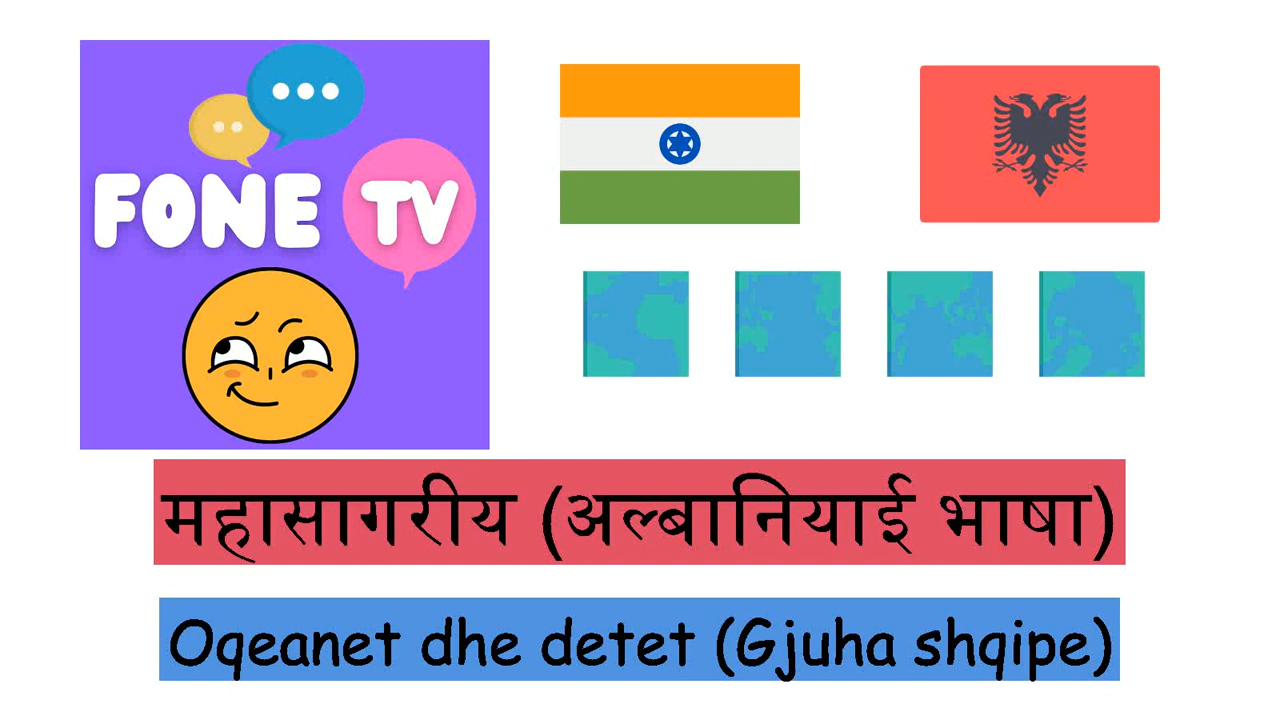 FONE TV
महासागरीय (अल्बानियाई भाषा)
Oqeanet dhe detet (Gjuha shqipe)